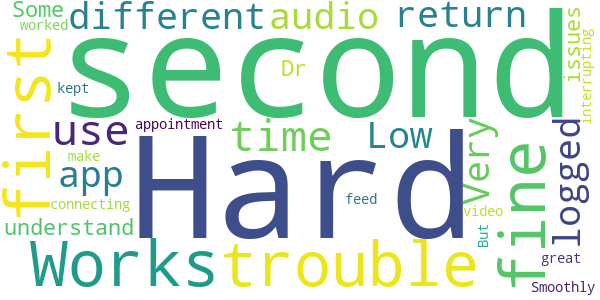 Some different audio return
worked
second
issues
interrupting
first
kept
Dr
use
appointment
time
Low
Very
fine
logged
make
app
Hard
connecting
feed
video
understand
But
Works
trouble
great
Smoothly